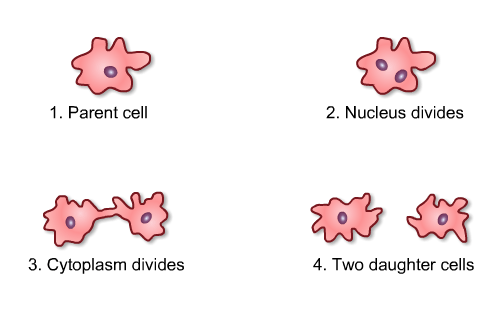 1. Parent cell
2. Nucleus divides
3. Cytoplasm divides
4. Two daughter cells